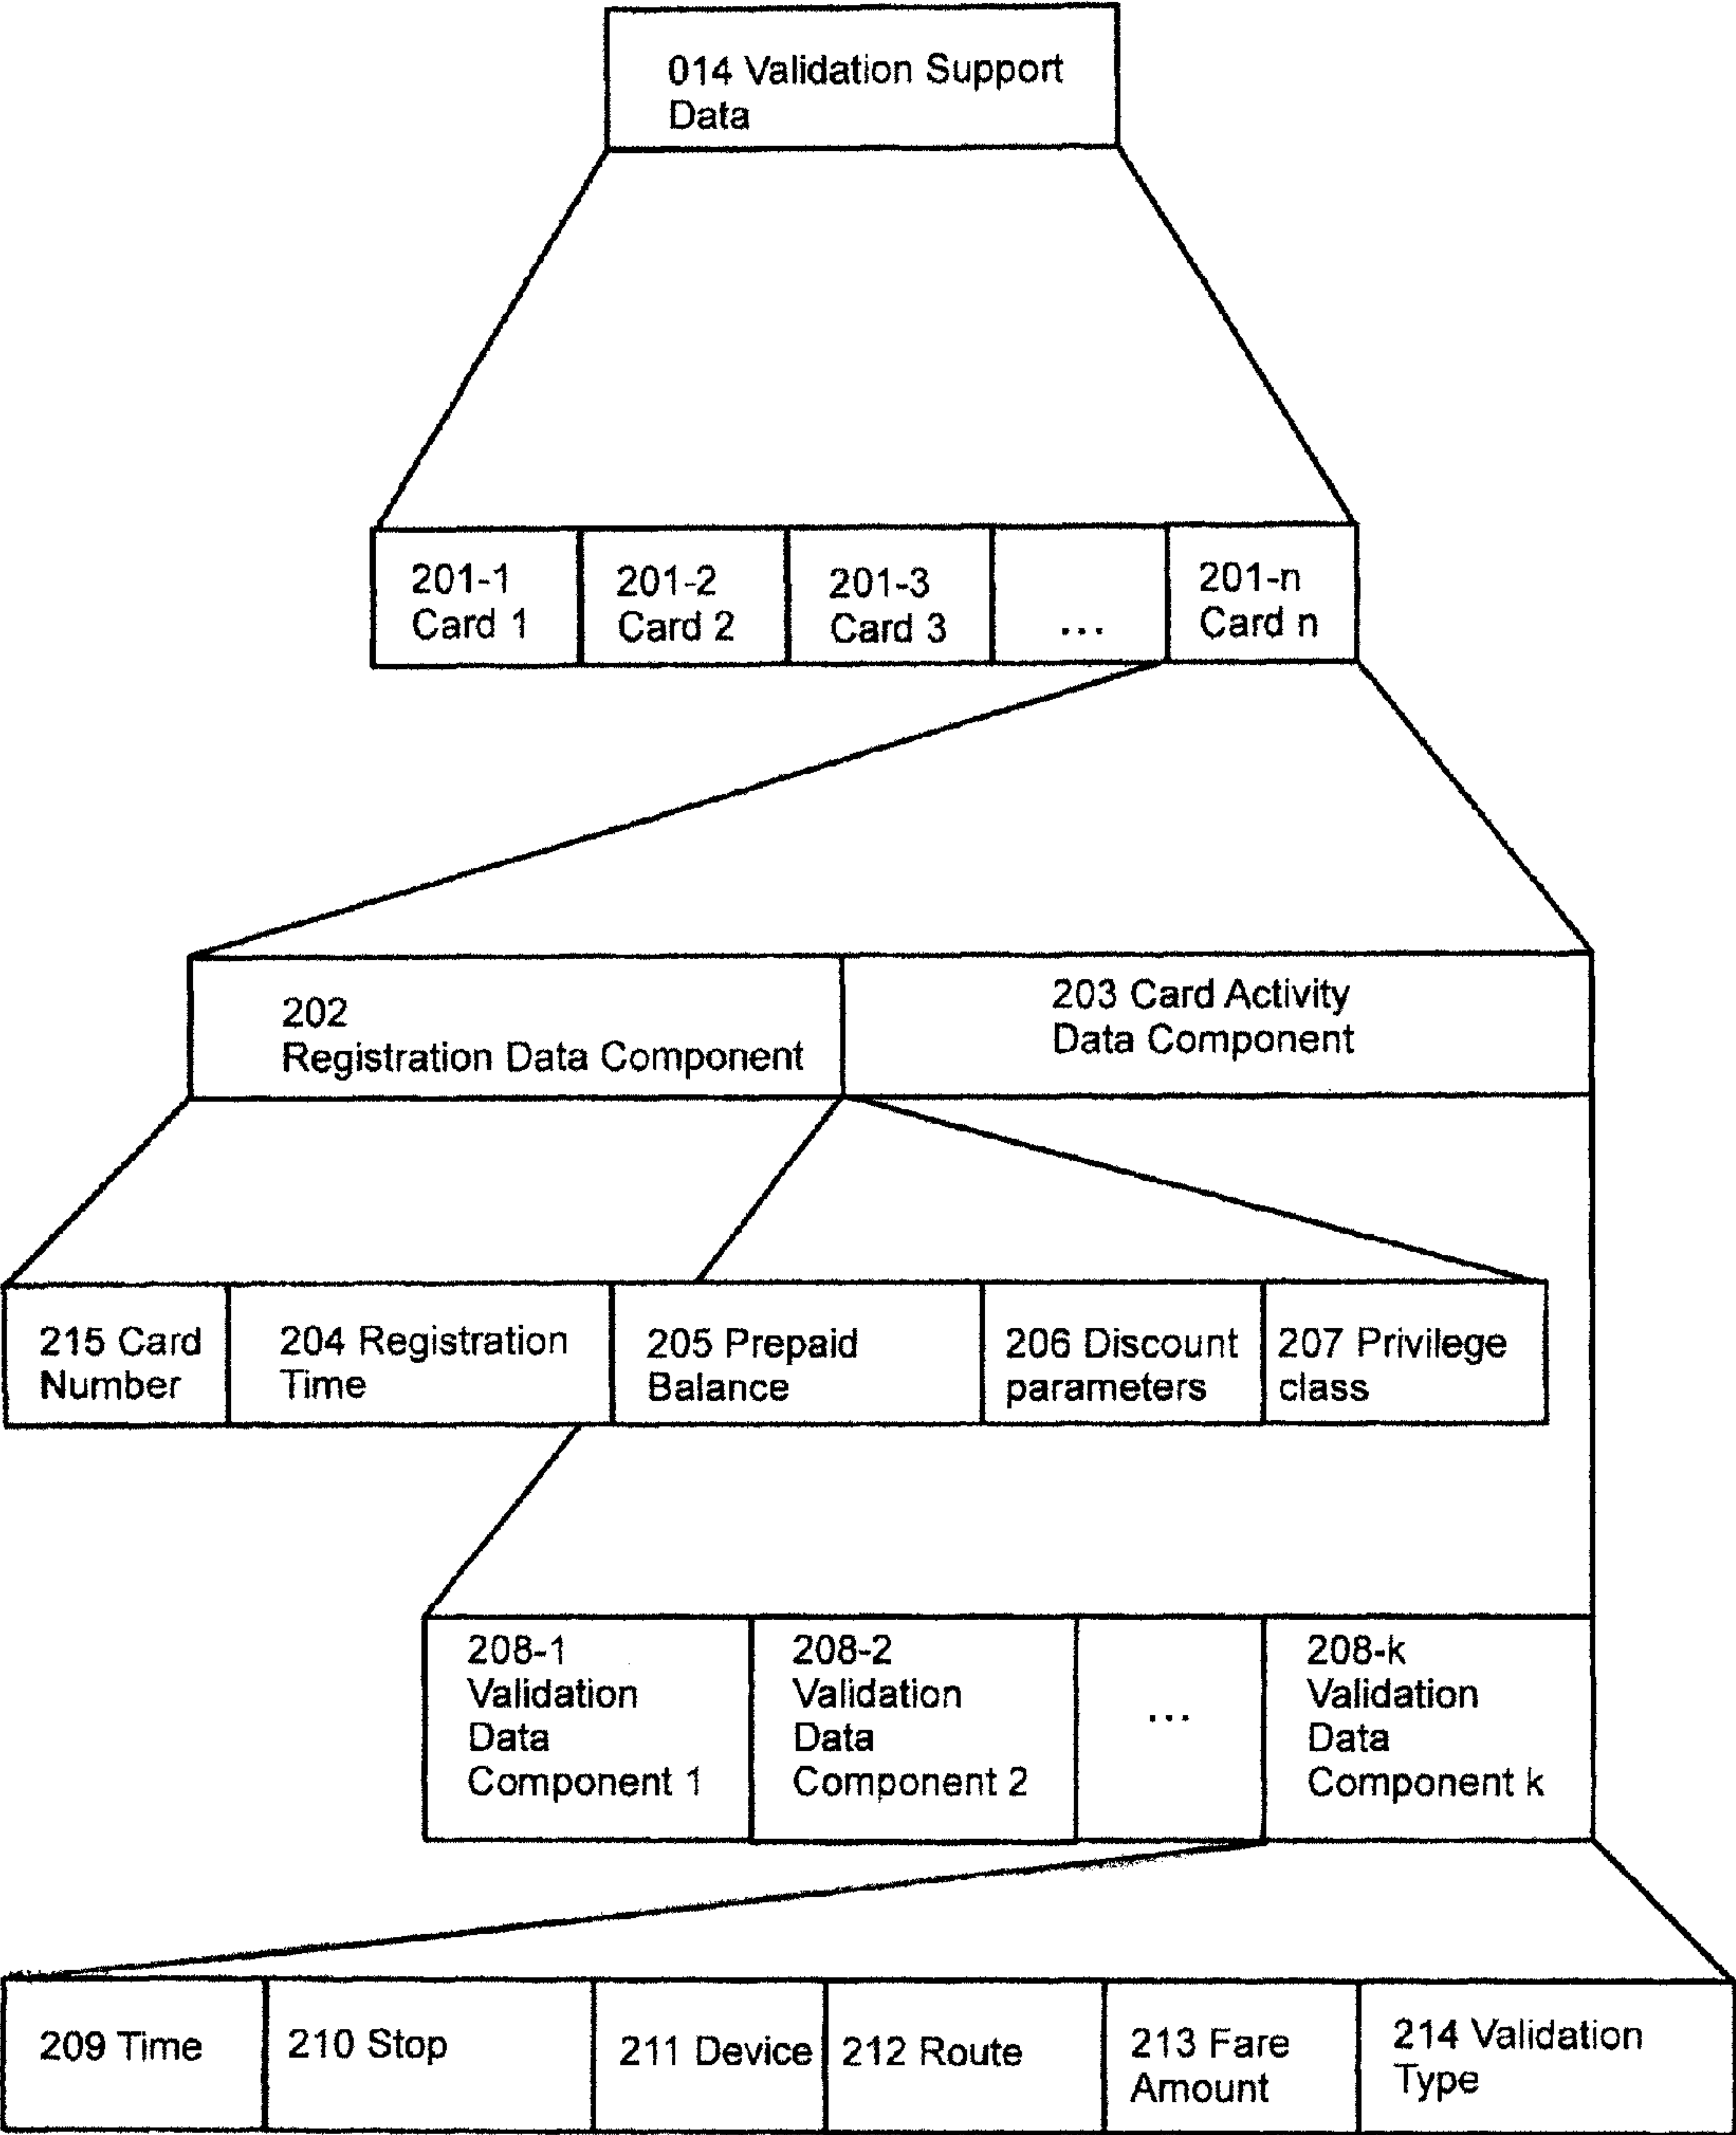 014 Validation Support
Data
201-1
Card 1
201-2
Card 2
201-3
Card 3
...
201-n
Card n
202
Registration Data Component
203 Card Activity
Data Component
215 Card
Number
204 Registration
Time
205 Prepaid
Balance
206 Discount
parameters
207 Privilege
class
208-1
Validation
Data
Component 1
208-2
Validation
Data
Component 2
...
208-k
Validation
Data
Component k
209 Time
210 Stop
211 Device
212 Route
213 Fare
Amount
214 Validation
Type